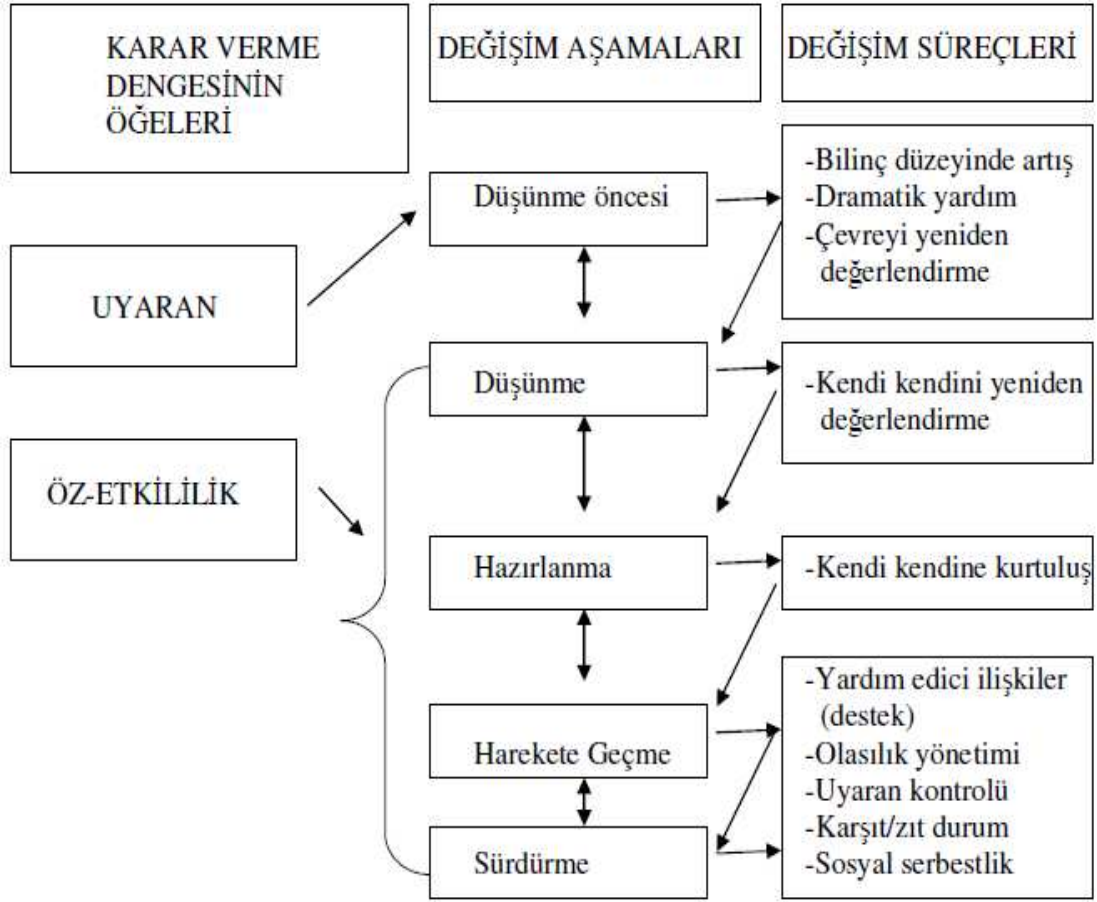 KARAR VERME
DENGESİNİN
ÖĞELERİ
DEĞİŞİM AŞAMALARI
DEĞİŞİM SÜREÇLERİ
UYARAN
ÖZ-ETKİLİLİK
Düşünme öncesi
Düşünme
Hazırlanma
Harekete Geçme
Sürdürme
-Bilinç düzeyinde artış
-Dramatik yardım
-Çevreyi yeniden
değerlendirme
-Kendi kendini yeniden
değerlendirme
-Kendi kendine kurtuluş
-Yardım edici ilişkiler
(destek)
-Olasılık yönetimi
-Uyaran kontrolü
-Karşıt/zıt durum
-Sosyal serbestlik